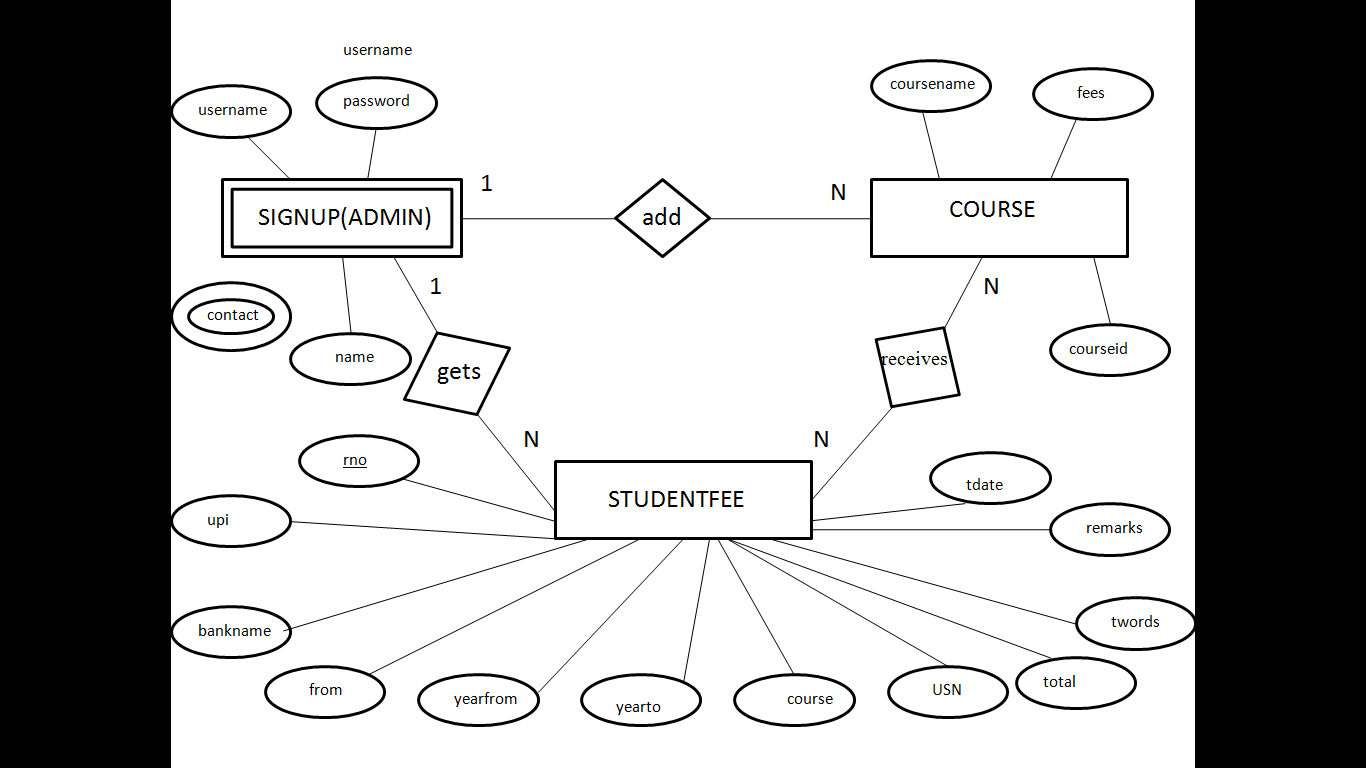 username
username
password
coursename
fees
1
N
SIGNUP(ADMIN)
add
COURSE
1
N
contact
name
gets
receives
courseid
N
N
rno
STUDENTFEE
tdate
upi
remarks
bankname
twords
from
yearfrom
yearto
course
USN
total